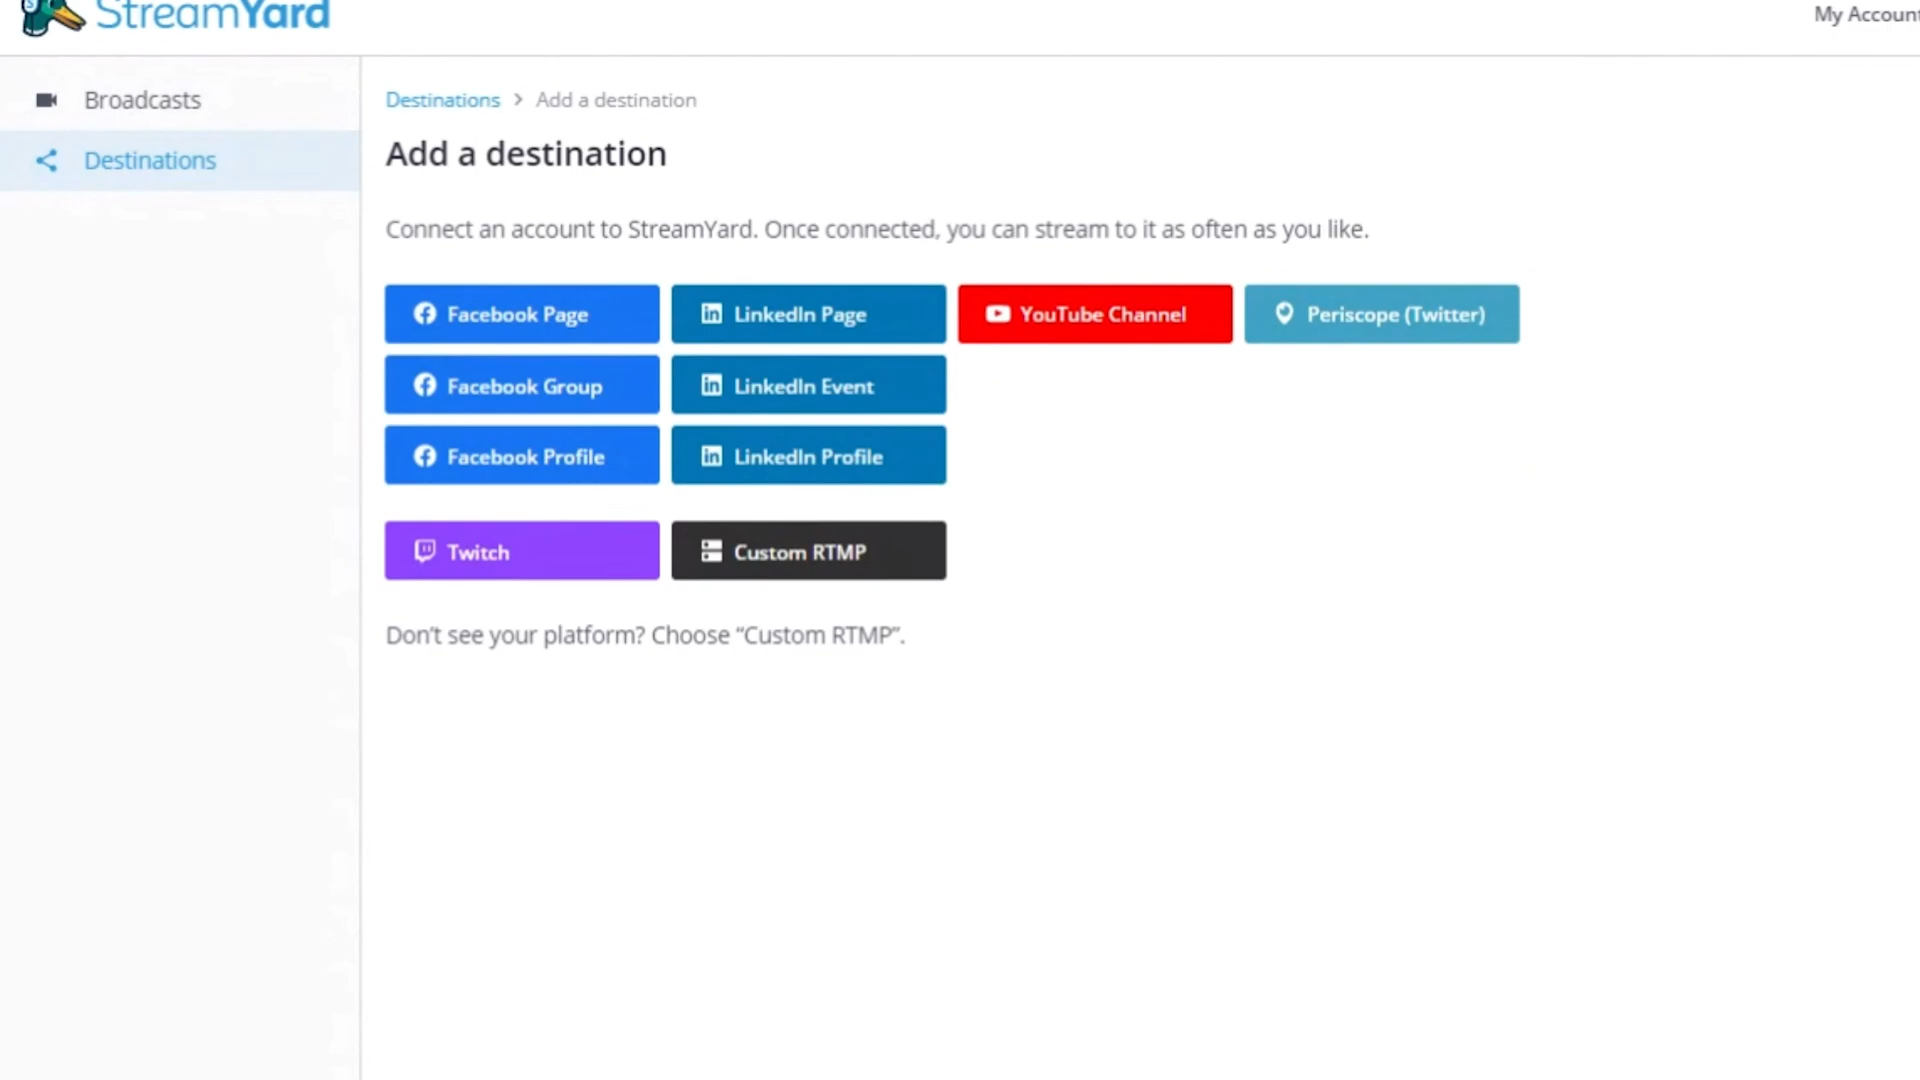 StreamYard
My Account
Broadcasts
Destinations
Destinations > Add a destination
Add a destination
Connect an account to StreamYard. Once connected, you can stream to it as often as you like.
Facebook Page
LinkedIn Page
YouTube Channel
Periscope (Twitter)
Facebook Group
LinkedIn Event
Facebook Profile
LinkedIn Profile
Twitch
Custom RTMP
Don't see your platform? Choose “Custom RTMP”.